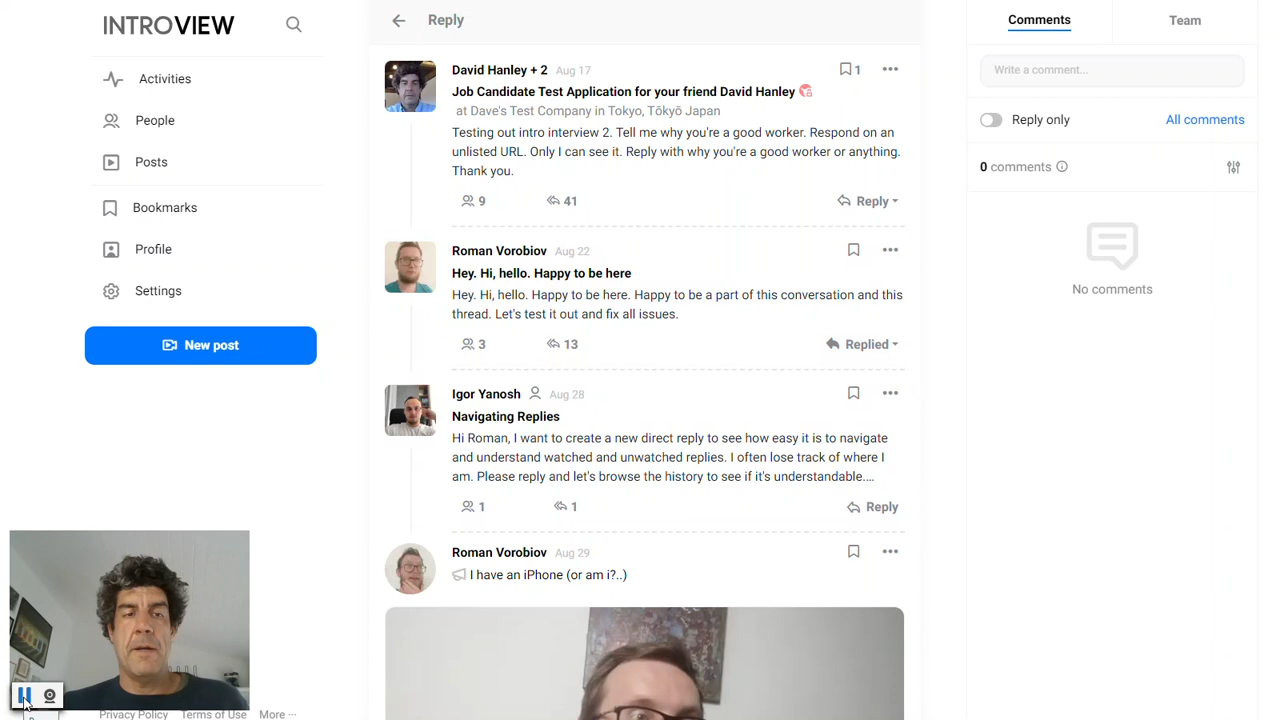 INTROVIEW
Activities
People
Posts
Bookmarks
Profile
Settings
New post
Privacy Policy Terms of Use More ···
Reply
David Hanley + 2 Aug 17
1
Job Candidate Test Application for your friend David Hanley
at Dave's Test Company in Tokyo, Tōkyō Japan
Testing out intro interview 2. Tell me why you're a good worker. Respond on an
unlisted URL. Only I can see it. Reply with why you're a good worker or anything.
Thank you.
9 41 Reply
Roman Vorobiov Aug 22
Hey. Hi, hello. Happy to be here
Hey. Hi, hello. Happy to be here. Happy to be a part of this conversation and this
thread. Let's test it out and fix all issues.
3 13 Replied
Igor Yanosh Aug 28
Navigating Replies
Hi Roman, I want to create a new direct reply to see how easy it is to navigate
and understand watched and unwatched replies. I often lose track of where I
am. Please reply and let's browse the history to see if it's understandable....
1 1 Reply
Roman Vorobiov Aug 29
I have an iPhone (or am i?..)
Comments Team
Write a comment...
Reply only All comments
0 comments
No comments